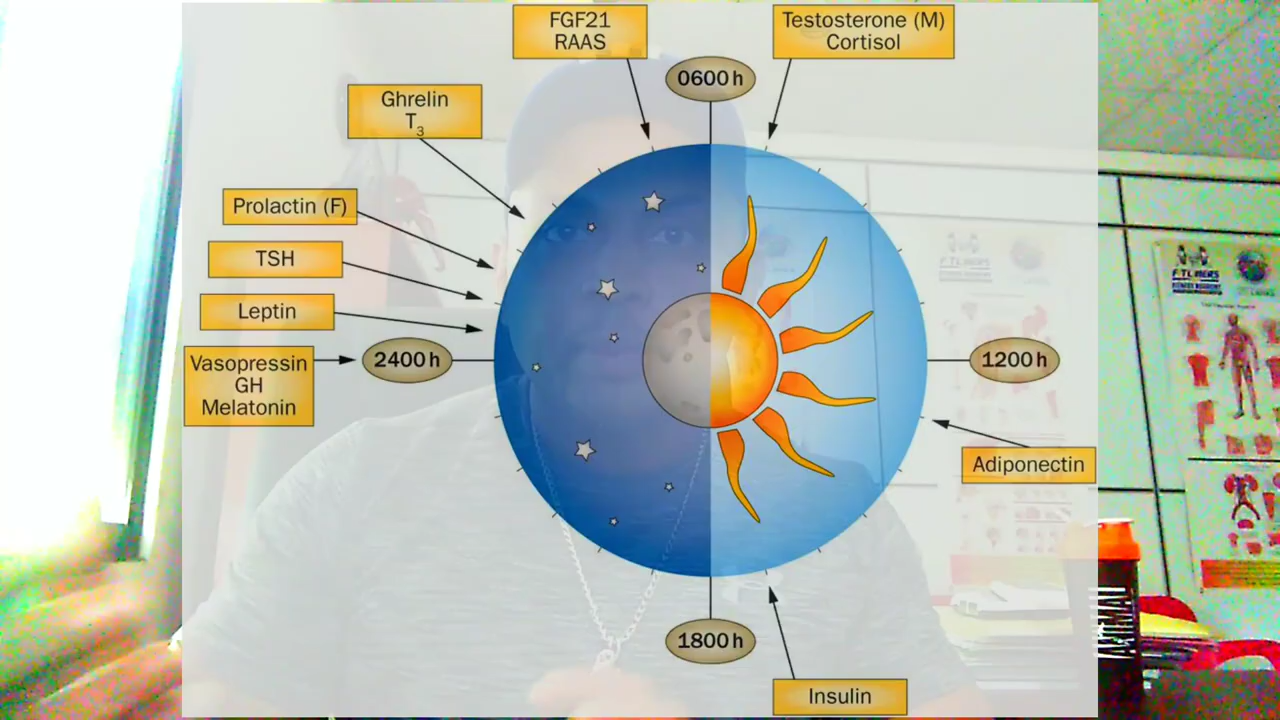 FGF21
RAAS
Testosterone (M)
Cortisol
0600 h
Ghrelin
T3
Prolactin (F)
TSH
Leptin
Vasopressin
GH
Melatonin
2400 h
1200 h
Adiponectin
1800 h
Insulin